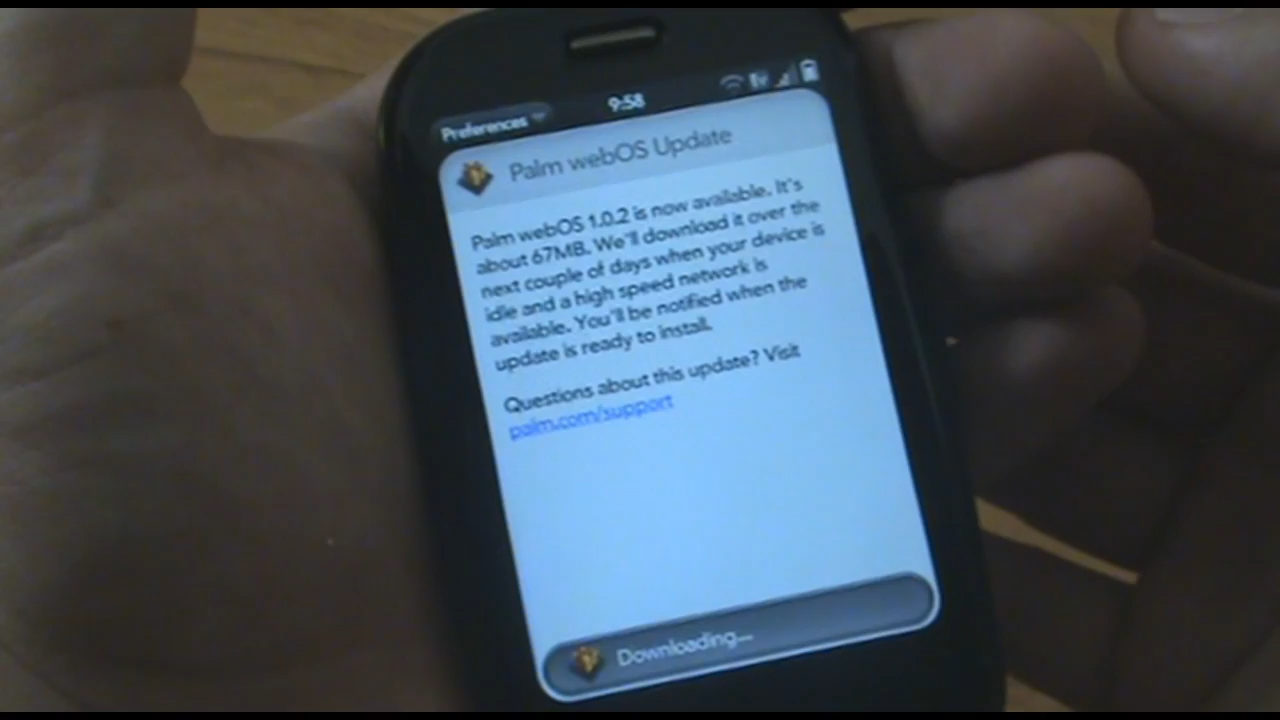 9:58
Preferences
Palm webOS Update
Palm webOS 1.0.2 is now available. It's
about 67MB. We'll download it over the
next couple of days when your device is
idle and a high speed network is
available. You'll be notified when the
update is ready to install.
Questions about this update? Visit
palm.com/support
Downloading...